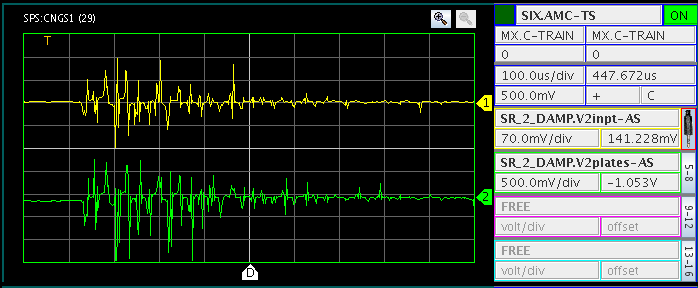 SPS:CNGS1 (29)
T
1
2
D
SIX.AMC-TS ON
MX.C-TRAIN MX.C-TRAIN
0 0
100.0us/div 447.672us
500.0mV + C
SR_2_DAMP.V2inpt-AS
70.0mV/div 141.228mV
SR_2_DAMP.V2plates-AS
500.0mV/div -1.053V
5-8
FREE
volt/div offset
9-12
FREE
volt/div offset
13-16